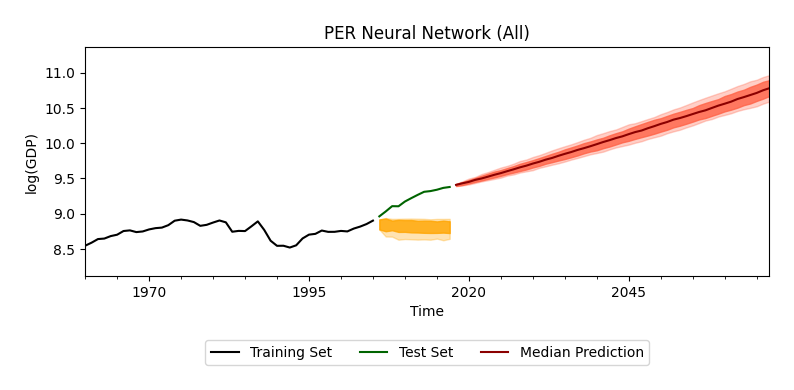 PER Neural Network (All)
11.0
10.5
10.0
9.5
9.0
8.5
log(GDP)
1970 1995 2020 2045
Time
Training Set Test Set Median Prediction